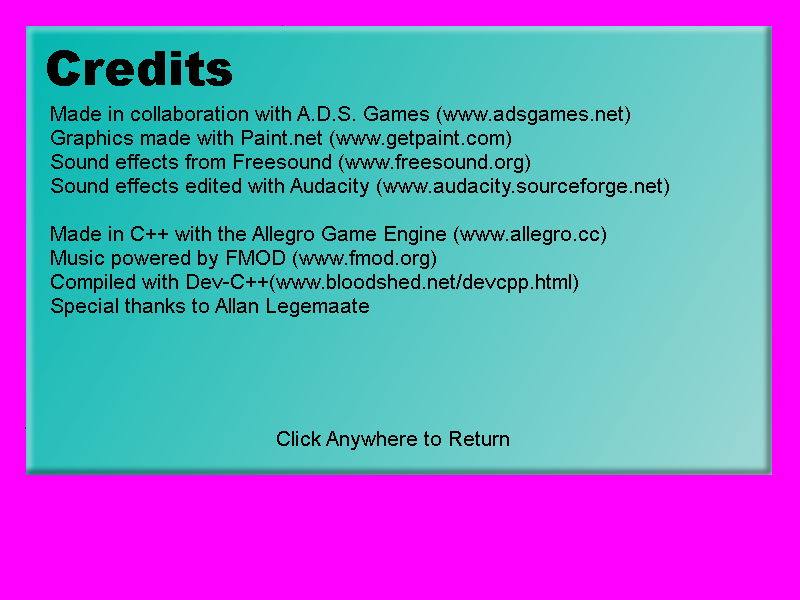 Credits
Made in collaboration with A.D.S. Games (www.adsgames.net)
Graphics made with Paint.net (www.getpaint.com)
Sound effects from Freesound (www.freesound.org)
Sound effects edited with Audacity (www.audacity.sourceforge.net)
Made in C++ with the Allegro Game Engine (www.allegro.cc)
Music powered by FMOD (www.fmod.org)
Compiled with Dev-C++(www.bloodshed.net/devcpp.html)
Special thanks to Allan Legemaate
Click Anywhere to Return